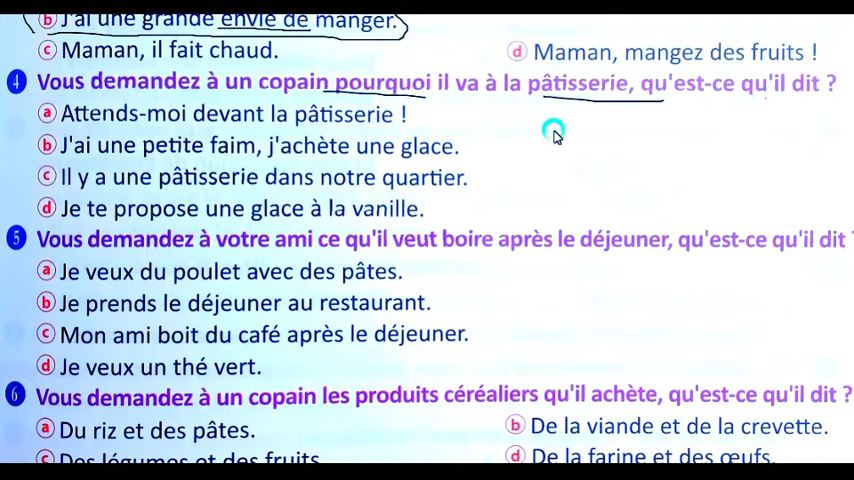 b J'ai une grande envie de manger.
c Maman, il fait chaud.
d Maman, mangez des fruits !
4 Vous demandez à un copain pourquoi il va à la pâtisserie, qu'est-ce qu'il dit ?
a Attends-moi devant la pâtisserie !
b J'ai une petite faim, j'achète une glace.
c Il y a une pâtisserie dans notre quartier.
d Je te propose une glace à la vanille.
5 Vous demandez à votre ami ce qu'il veut boire après le déjeuner, qu'est-ce qu'il dit ?
a Je veux du poulet avec des pâtes.
b Je prends le déjeuner au restaurant.
c Mon ami boit du café après le déjeuner.
d Je veux un thé vert.
6 Vous demandez à un copain les produits céréaliers qu'il achète, qu'est-ce qu'il dit ?
a Du riz et des pâtes.
b De la viande et de la crevette.
c Des légumes et des fruits
d De la farine et des œufs.